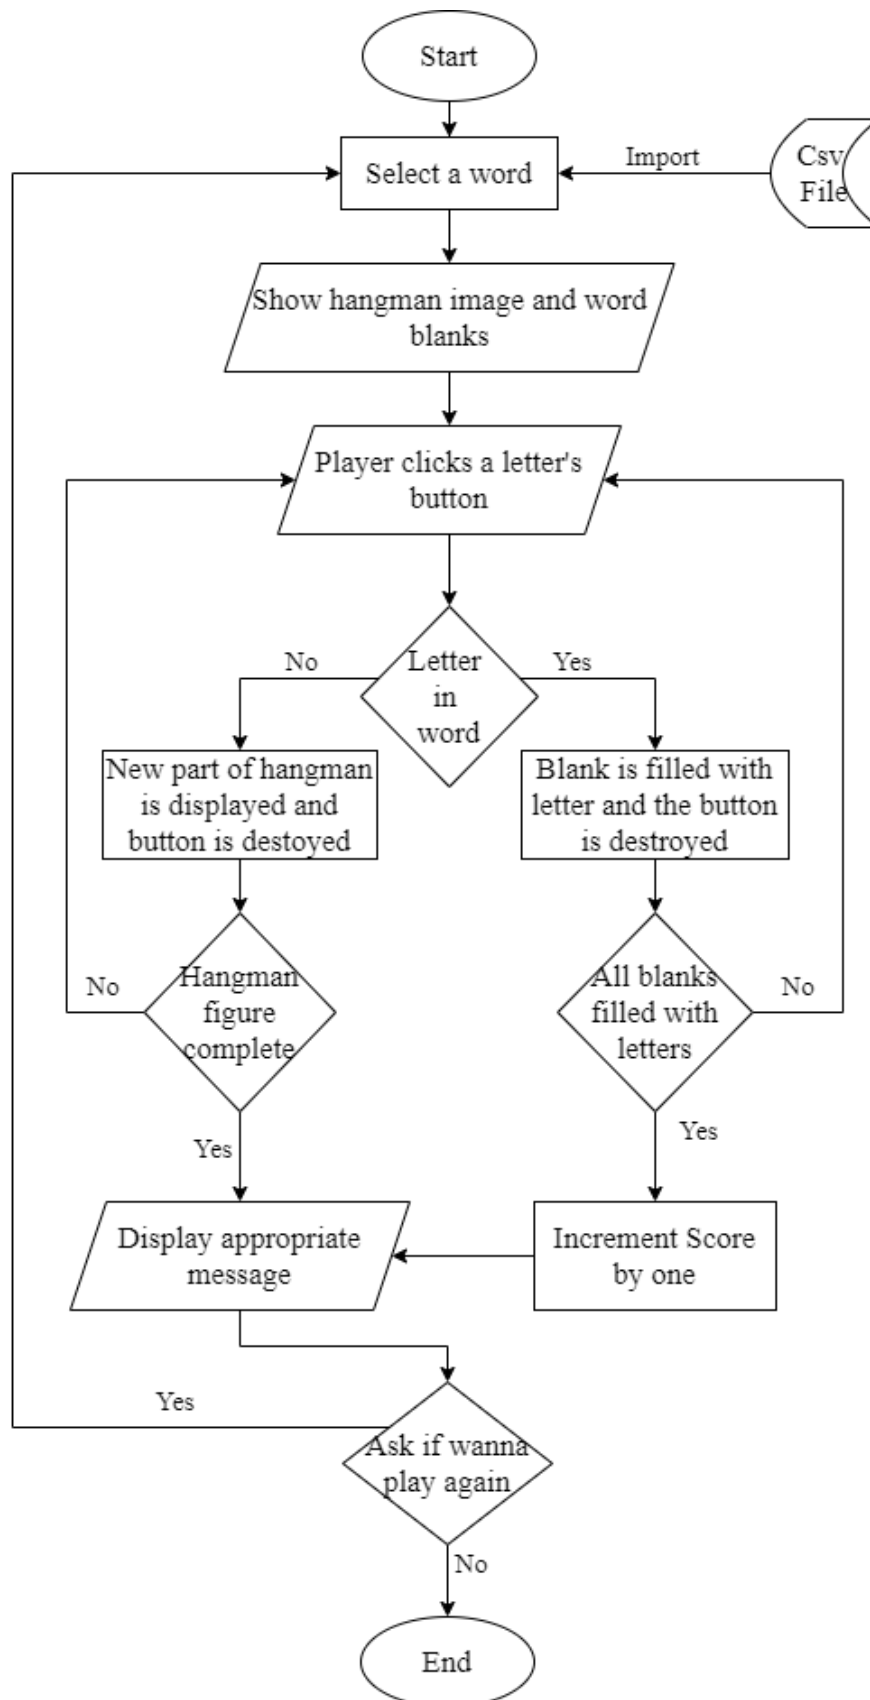 Start
Select a word
Import
Csv
File
Show hangman image and word
blanks
Player clicks a letter's
button
No
Letter
in
word
Yes
New part of hangman
is displayed and
button is destoyed
Blank is filled with
letter and the button
is destroyed
No
Hangman
figure
complete
All blanks
filled with
letters
No
Yes
Yes
Display appropriate
message
Increment Score
by one
Yes
Ask if wanna
play again
No
End